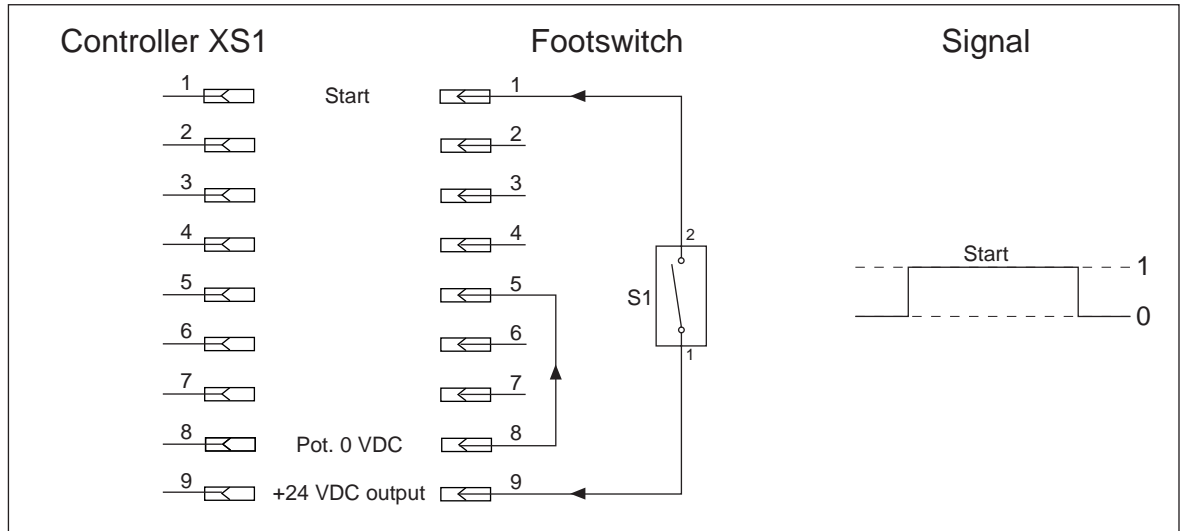 Controller XS1 Footswitch Signal
1 Start 1
2 2
3 3
4 4
2
Start
1
5 5
S1
0
6 6
1
7 7
8 Pot. 0 VDC 8
9 +24 VDC output 9